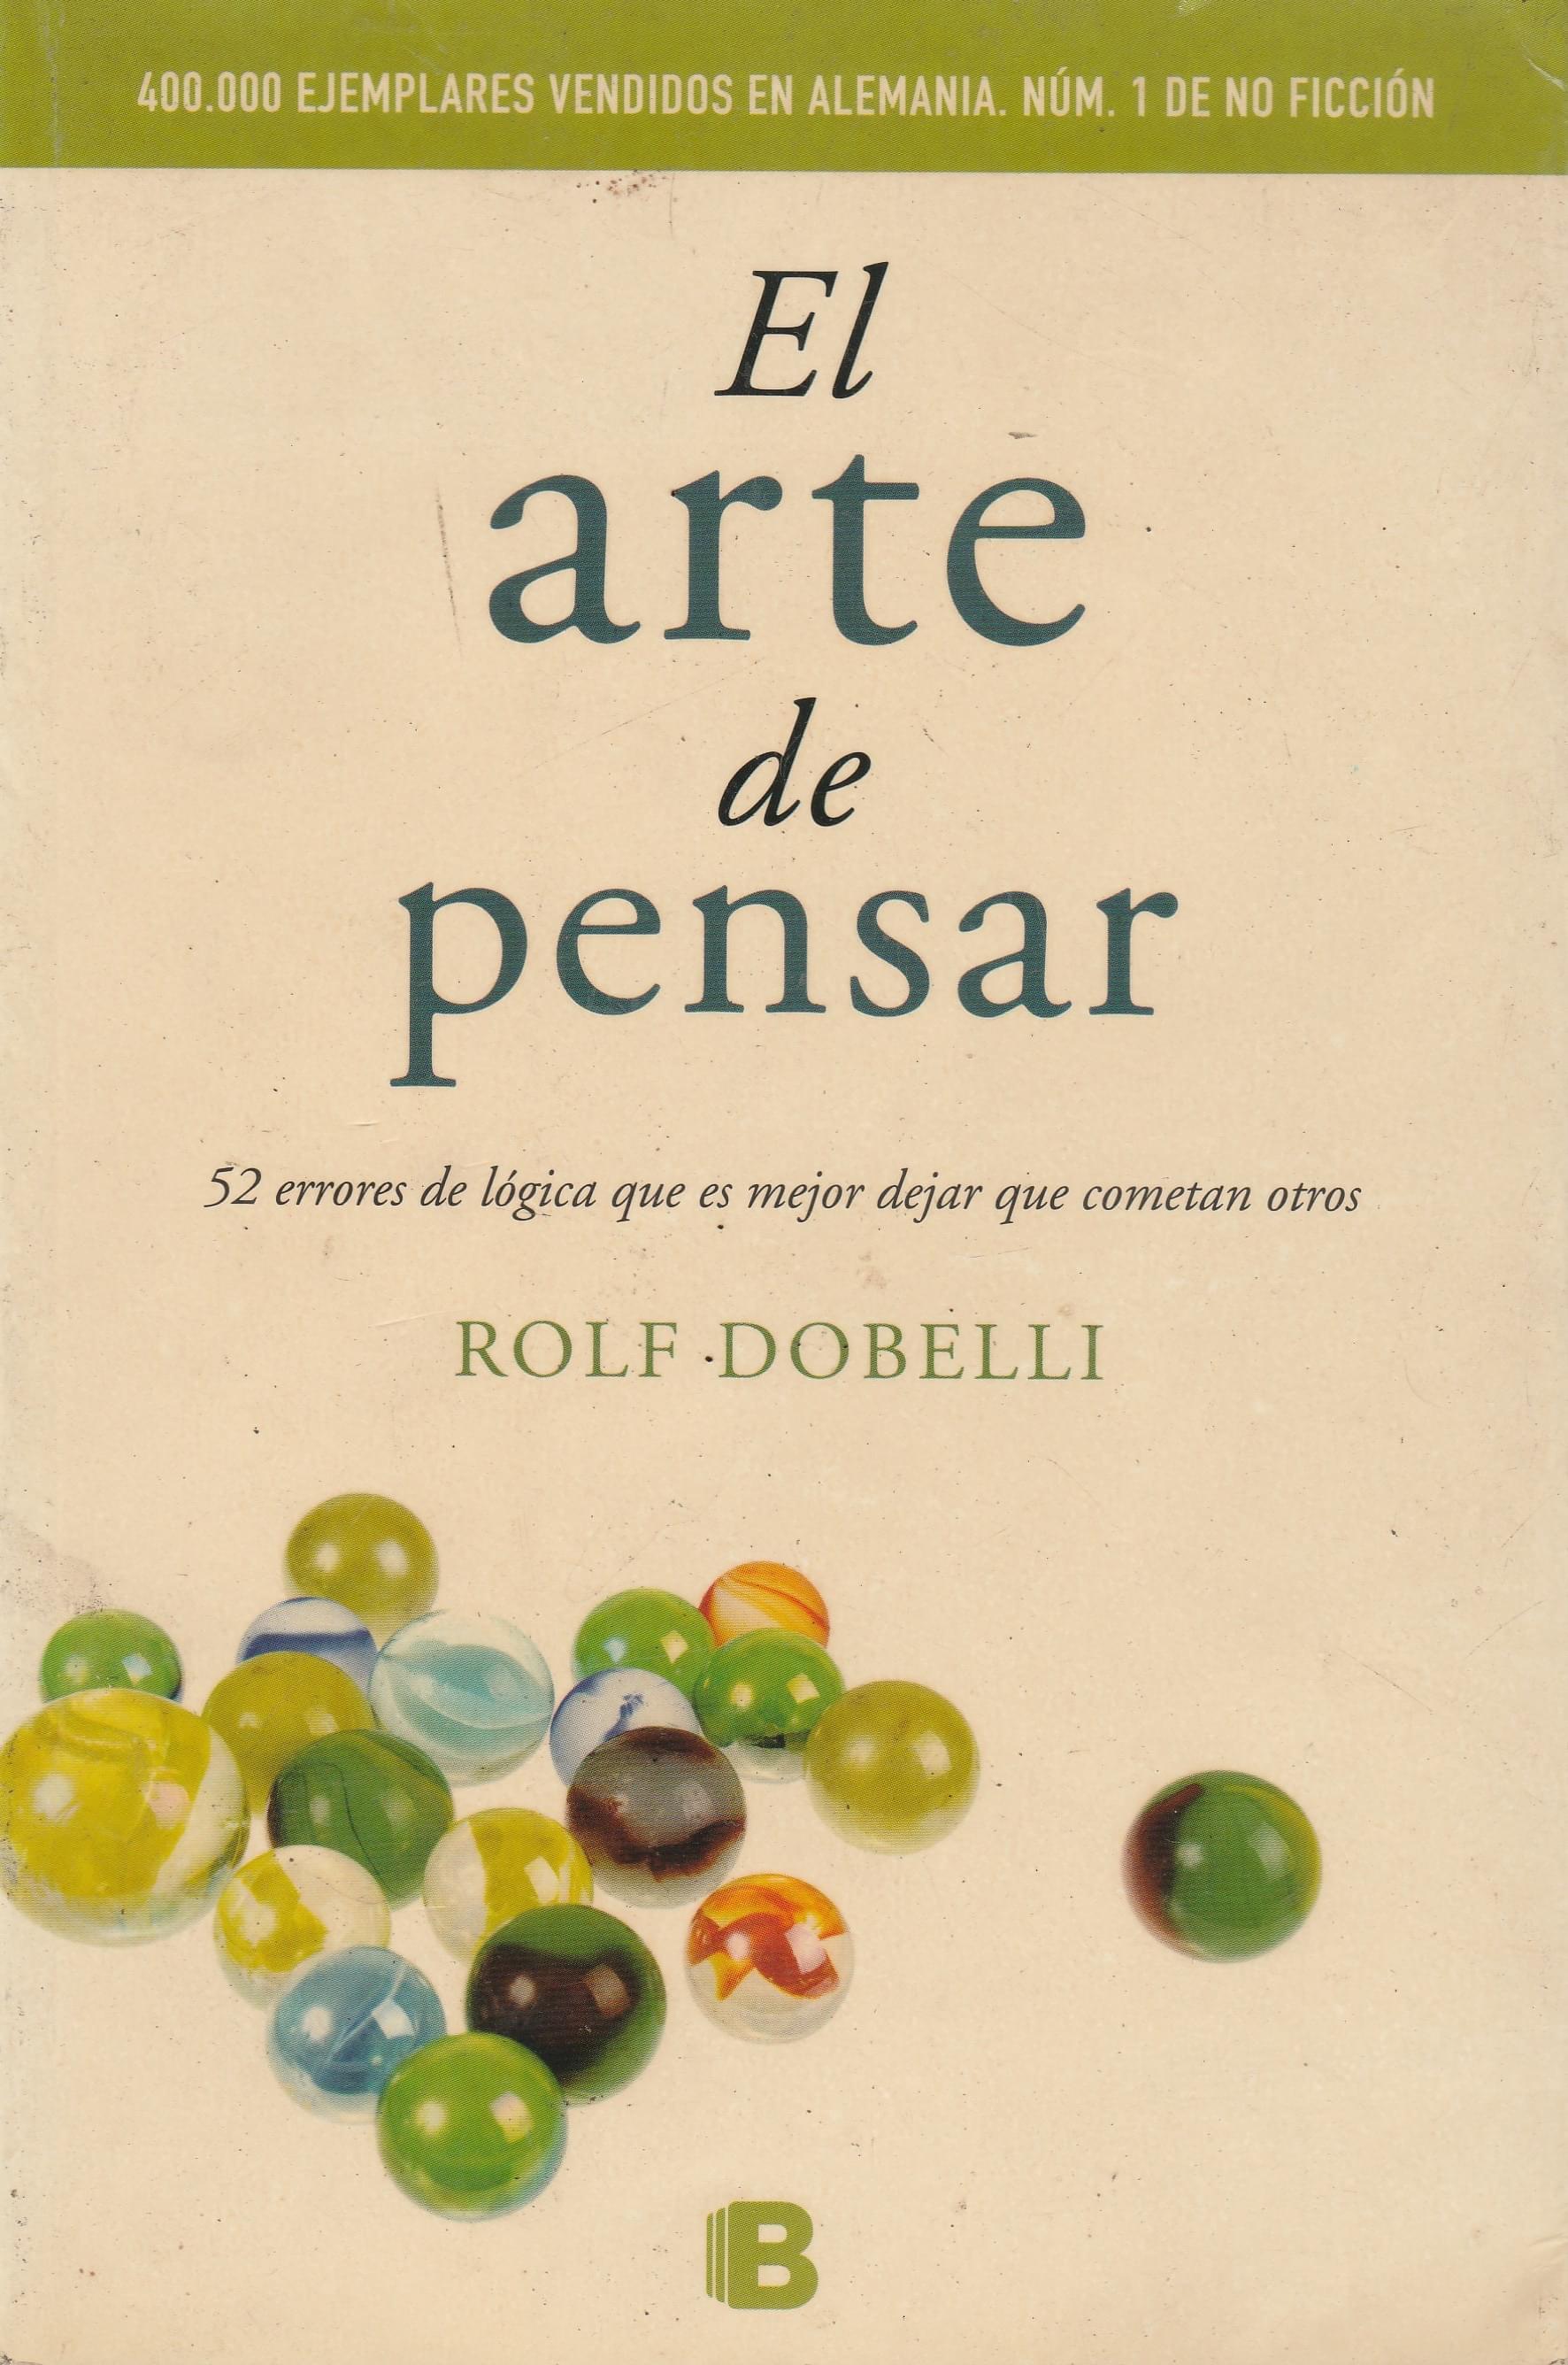 400.000 EJEMPLARES VENDIDOS EN ALEMANIA. NÚM. 1 DE NO FICCIÓN
El
arte
de
pensar
52 errores de lógica que es mejor dejar que cometan otros
ROLF DOBELLI
B